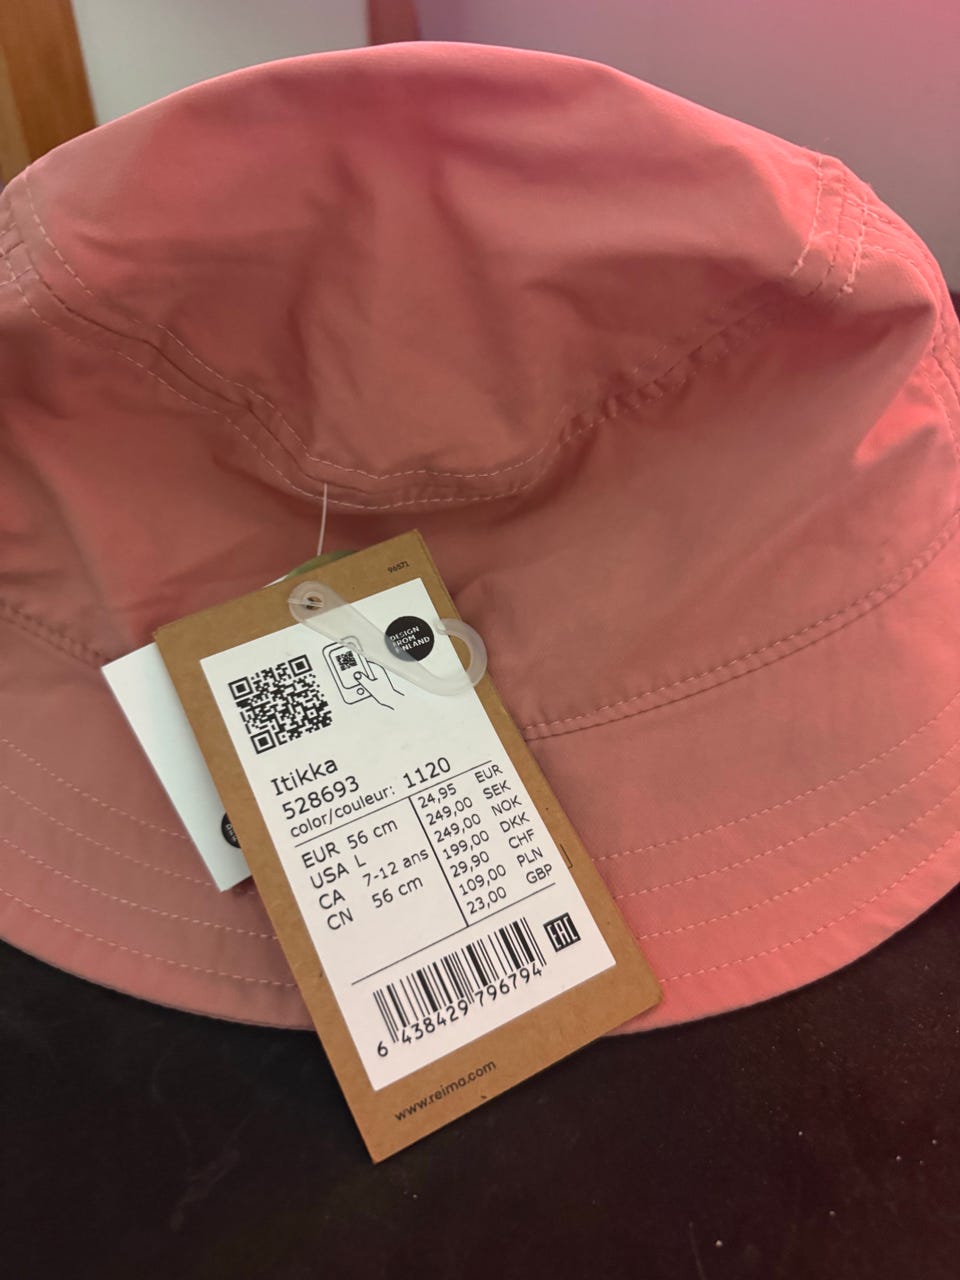 96571
DESIGN
FROM
FINLAND
Itikka
528693
color/couleur: 1120
EUR 56 cm
USA L
CA 7-12 ans
CN 56 cm
24,95 EUR
249,00 SEK
249,00 NOK
199,00 DKK
29,90 CHF
109,00 PLN
23,00 GBP
EAC
6 438429 796794
www.reima.com